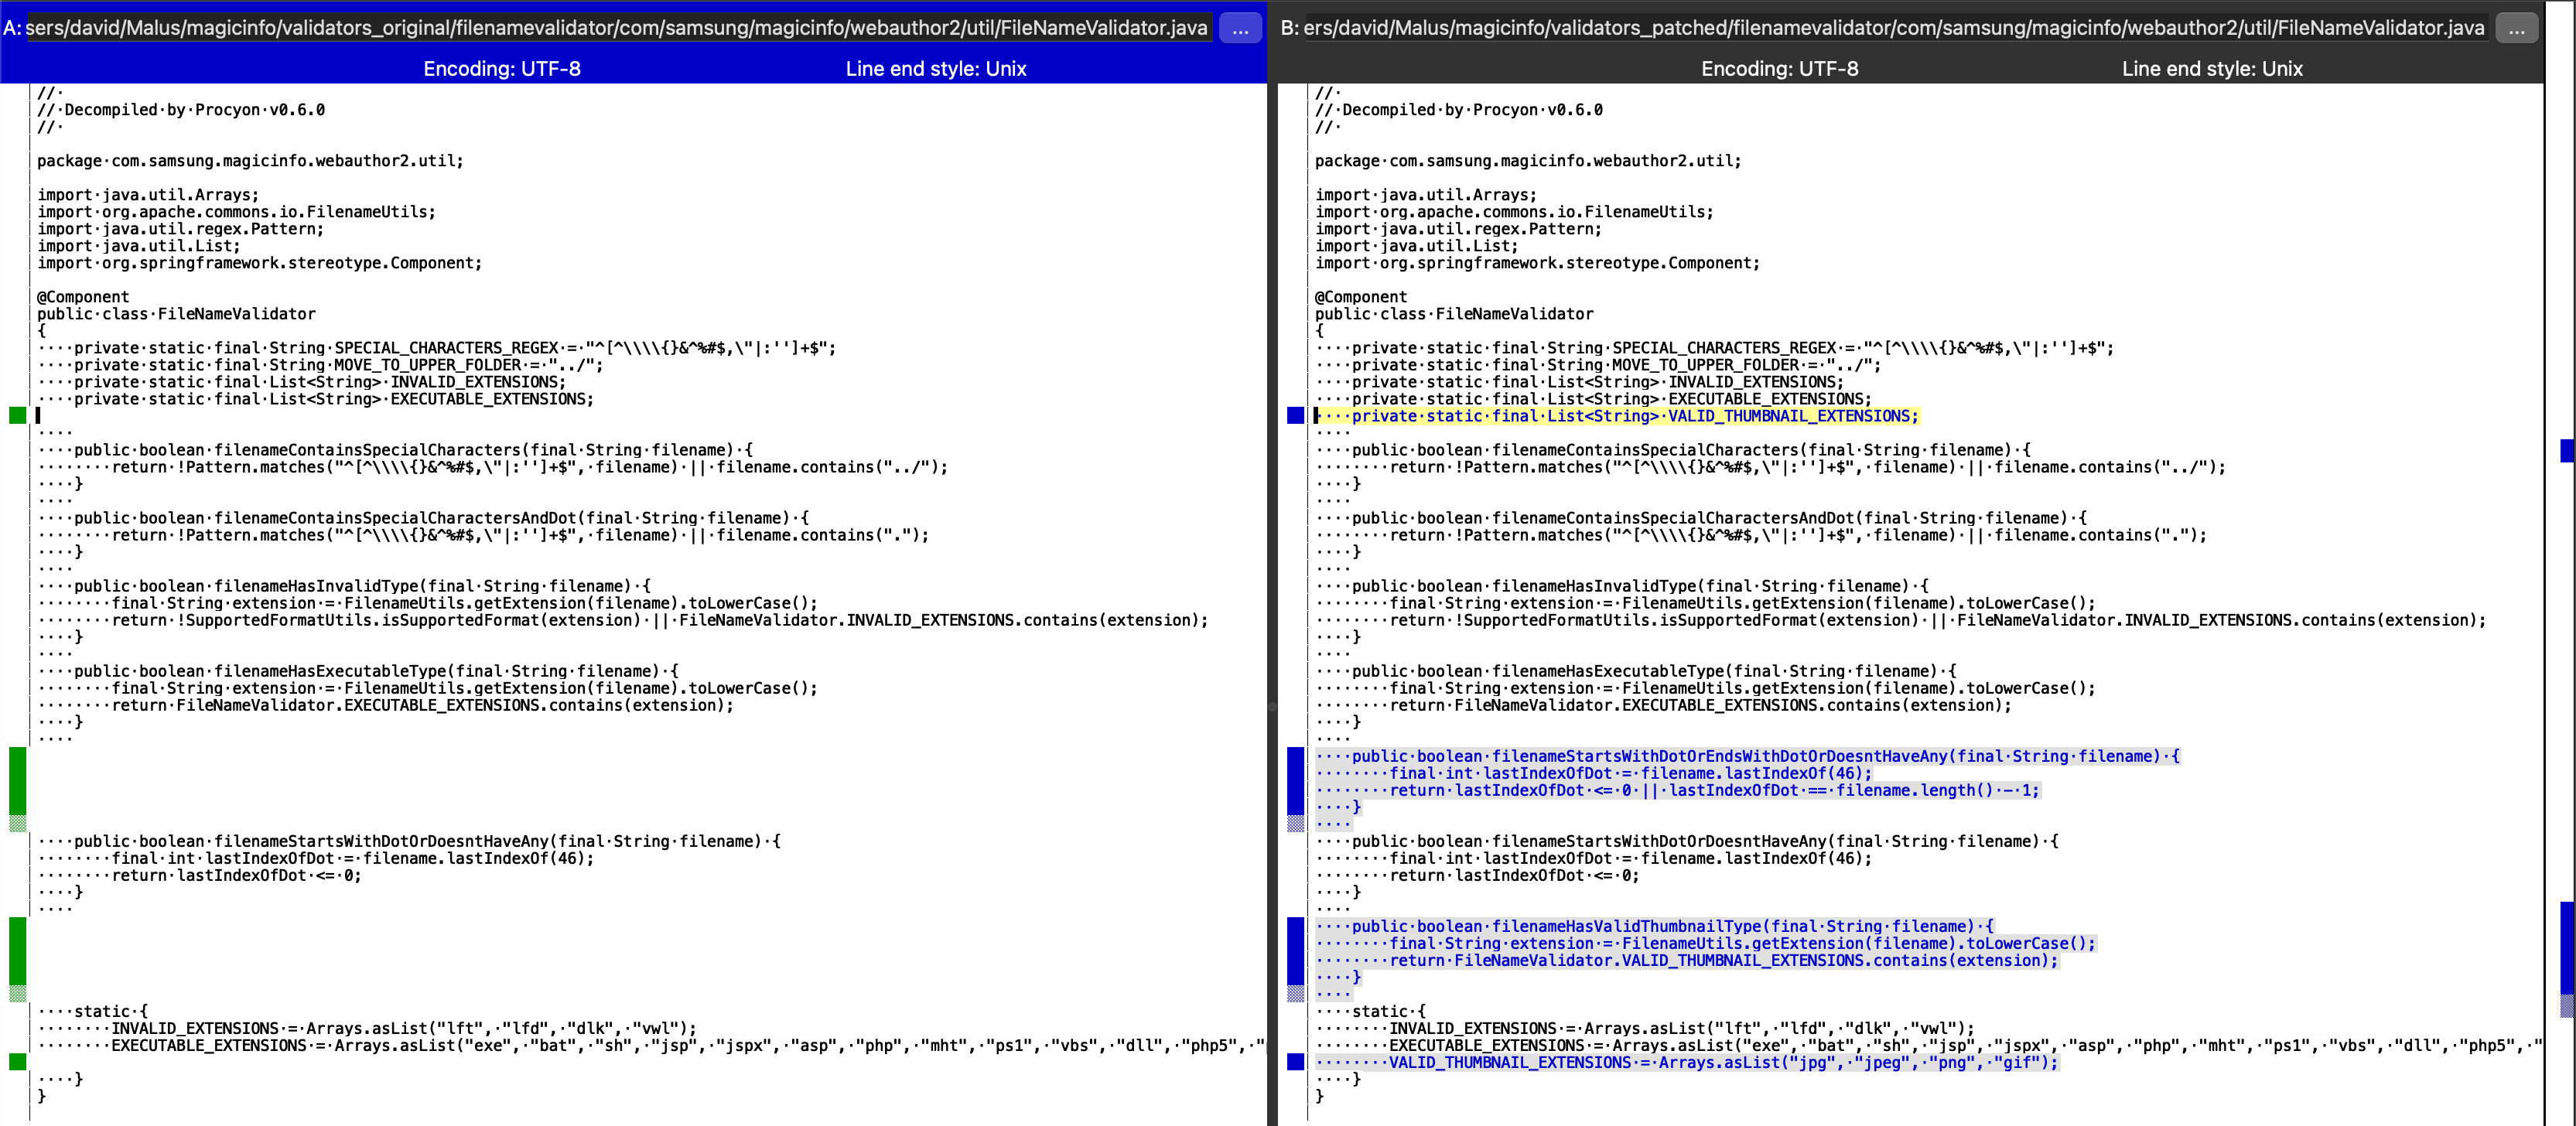 A: sers/david/Malus/magicinfo/validators_original/filenamevalidator/com/samsung/magicinfo/webauthor2/util/FileNameValidator.java ...
Encoding: UTF-8 Line end style: Unix
//·
//·Decompiled·by·Procyon·v0.6.0
//·
package·com.samsung.magicinfo.webauthor2.util;
import·java.util.Arrays;
import·org.apache.commons.io.FilenameUtils;
import·java.util.regex.Pattern;
import·java.util.List;
import·org.springframework.stereotype.Component;
@Component
public·class·FileNameValidator
{
····private·static·final·String·SPECIAL_CHARACTERS_REGEX·=·"^[^\\\\{}&^%#$,\"|:'']+$";
····private·static·final·String·MOVE_TO_UPPER_FOLDER·=·"../";
····private·static·final·List<String>·INVALID_EXTENSIONS;
····private·static·final·List<String>·EXECUTABLE_EXTENSIONS;
····
····public·boolean·filenameContainsSpecialCharacters(final·String·filename)·{
········return·!Pattern.matches("^[^\\\\{}&^%#$,\"|:'']+$",·filename)·||·filename.contains("../");
····}
····
····public·boolean·filenameContainsSpecialCharactersAndDot(final·String·filename)·{
········return·!Pattern.matches("^[^\\\\{}&^%#$,\"|:'']+$",·filename)·||·filename.contains(".");
····}
····
····public·boolean·filenameHasInvalidType(final·String·filename)·{
········final·String·extension·=·FilenameUtils.getExtension(filename).toLowerCase();
········return·!SupportedFormatUtils.isSupportedFormat(extension)·||·FileNameValidator.INVALID_EXTENSIONS.contains(extension);
····}
····
····public·boolean·filenameHasExecutableType(final·String·filename)·{
········final·String·extension·=·FilenameUtils.getExtension(filename).toLowerCase();
········return·FileNameValidator.EXECUTABLE_EXTENSIONS.contains(extension);
····}
····
····public·boolean·filenameStartsWithDotOrDoesntHaveAny(final·String·filename)·{
········final·int·lastIndexOfDot·=·filename.lastIndexOf(46);
········return·lastIndexOfDot·<=·0;
····}
····
····static·{
········INVALID_EXTENSIONS·=·Arrays.asList("lft",·"lfd",·"dlk",·"vwl");
········EXECUTABLE_EXTENSIONS·=·Arrays.asList("exe",·"bat",·"sh",·"jsp",·"jspx",·"asp",·"php",·"mht",·"ps1",·"vbs",·"dll",·"php5",·"p
····}
}
B: ers/david/Malus/magicinfo/validators_patched/filenamevalidator/com/samsung/magicinfo/webauthor2/util/FileNameValidator.java ...
Encoding: UTF-8 Line end style: Unix
//·
//·Decompiled·by·Procyon·v0.6.0
//·
package·com.samsung.magicinfo.webauthor2.util;
import·java.util.Arrays;
import·org.apache.commons.io.FilenameUtils;
import·java.util.regex.Pattern;
import·java.util.List;
import·org.springframework.stereotype.Component;
@Component
public·class·FileNameValidator
{
····private·static·final·String·SPECIAL_CHARACTERS_REGEX·=·"^[^\\\\{}&^%#$,\"|:'']+$";
····private·static·final·String·MOVE_TO_UPPER_FOLDER·=·"../";
····private·static·final·List<String>·INVALID_EXTENSIONS;
····private·static·final·List<String>·EXECUTABLE_EXTENSIONS;
····private·static·final·List<String>·VALID_THUMBNAIL_EXTENSIONS;
····
····public·boolean·filenameContainsSpecialCharacters(final·String·filename)·{
········return·!Pattern.matches("^[^\\\\{}&^%#$,\"|:'']+$",·filename)·||·filename.contains("../");
····}
····
····public·boolean·filenameContainsSpecialCharactersAndDot(final·String·filename)·{
········return·!Pattern.matches("^[^\\\\{}&^%#$,\"|:'']+$",·filename)·||·filename.contains(".");
····}
····
····public·boolean·filenameHasInvalidType(final·String·filename)·{
········final·String·extension·=·FilenameUtils.getExtension(filename).toLowerCase();
········return·!SupportedFormatUtils.isSupportedFormat(extension)·||·FileNameValidator.INVALID_EXTENSIONS.contains(extension);
····}
····
····public·boolean·filenameHasExecutableType(final·String·filename)·{
········final·String·extension·=·FilenameUtils.getExtension(filename).toLowerCase();
········return·FileNameValidator.EXECUTABLE_EXTENSIONS.contains(extension);
····}
····
····public·boolean·filenameStartsWithDotOrEndsWithDotOrDoesntHaveAny(final·String·filename)·{
········final·int·lastIndexOfDot·=·filename.lastIndexOf(46);
········return·lastIndexOfDot·<=·0·||·lastIndexOfDot·==·filename.length()·-·1;
····}
····
····public·boolean·filenameStartsWithDotOrDoesntHaveAny(final·String·filename)·{
········final·int·lastIndexOfDot·=·filename.lastIndexOf(46);
········return·lastIndexOfDot·<=·0;
····}
····
····public·boolean·filenameHasValidThumbnailType(final·String·filename)·{
········final·String·extension·=·FilenameUtils.getExtension(filename).toLowerCase();
········return·FileNameValidator.VALID_THUMBNAIL_EXTENSIONS.contains(extension);
····}
····
····static·{
········INVALID_EXTENSIONS·=·Arrays.asList("lft",·"lfd",·"dlk",·"vwl");
········EXECUTABLE_EXTENSIONS·=·Arrays.asList("exe",·"bat",·"sh",·"jsp",·"jspx",·"asp",·"php",·"mht",·"ps1",·"vbs",·"dll",·"php5",·"
········VALID_THUMBNAIL_EXTENSIONS·=·Arrays.asList("jpg",·"jpeg",·"png",·"gif");
····}
}